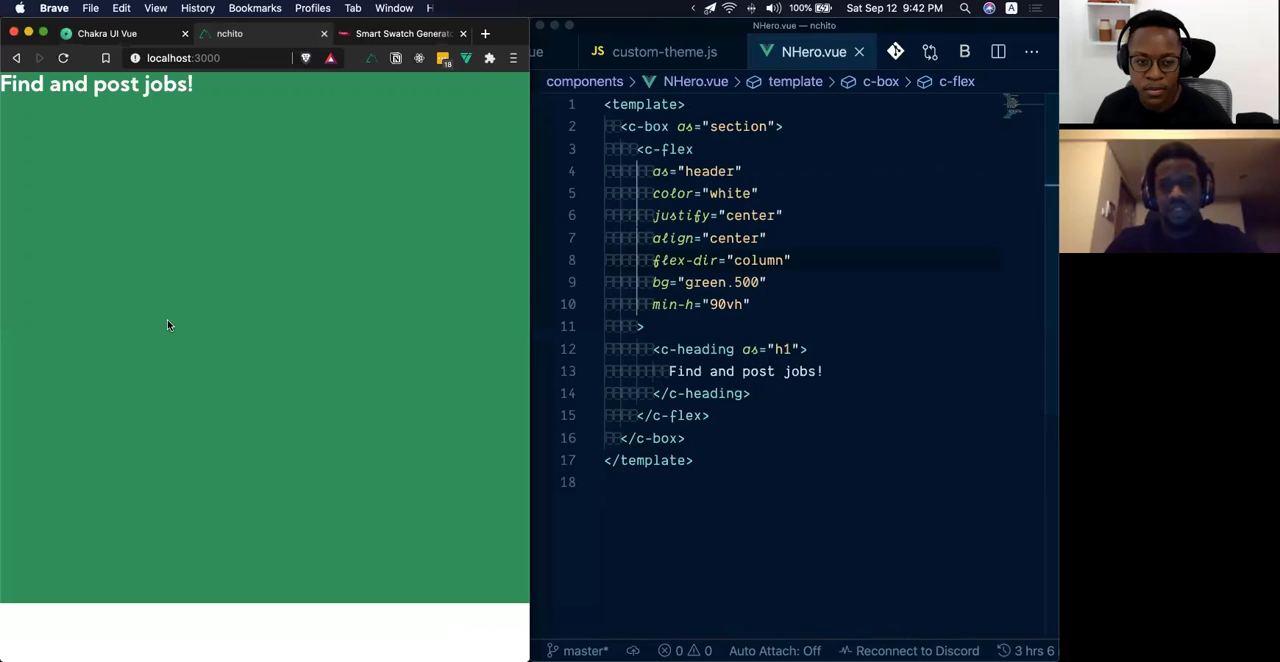 Brave File Edit View History Bookmarks Profiles Tab Window H
100% Sat Sep 12 9:42 PM A
Chakra UI Vue
nchito
Smart Swatch Generato
localhost:3000
18
Find and post jobs!
NHero.vue — nchito
ue
JS custom-theme.js
NHero.vue
B
components > NHero.vue > template > c-box > c-flex
1 <template>
2 <c-box as="section">
3 <c-flex
4 as="header"
5 color="white"
6 justify="center"
7 align="center"
8 flex-dir="column"
9 bg="green.500"
10 min-h="90vh"
11 >
12 <c-heading as="h1">
13 Find and post jobs!
14 </c-heading>
15 </c-flex>
16 </c-box>
17 </template>
18
master* 0 0 Auto Attach: Off Reconnect to Discord 3 hrs 6